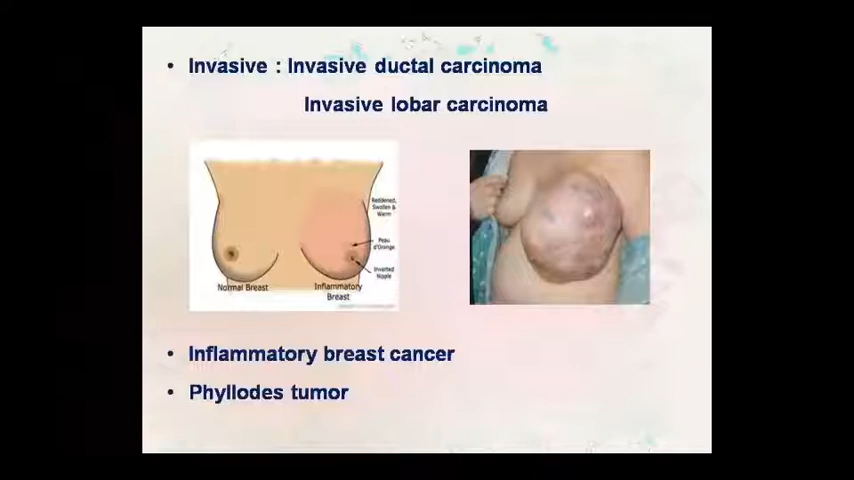 • Invasive : Invasive ductal carcinoma
Invasive lobar carcinoma
Reddened,
Swollen &
Warm
Peau
d'Orange
Inverted
Nipple
Normal Breast
Inflammatory
Breast
• Inflammatory breast cancer
• Phyllodes tumor